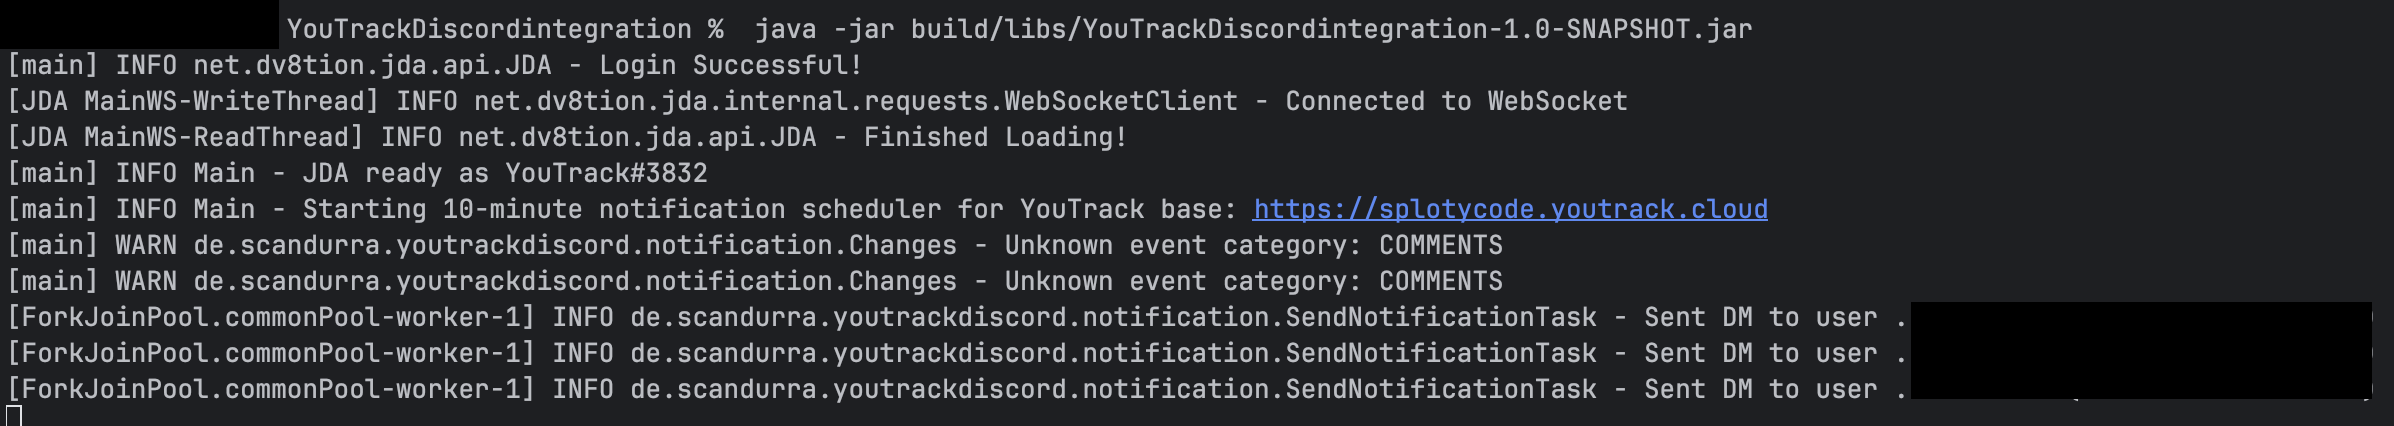 YouTrackDiscordintegration %  java -jar build/libs/YouTrackDiscordintegration-1.0-SNAPSHOT.jar
[main] INFO net.dv8tion.jda.api.JDA - Login Successful!
[JDA MainWS-WriteThread] INFO net.dv8tion.jda.internal.requests.WebSocketClient - Connected to WebSocket
[JDA MainWS-ReadThread] INFO net.dv8tion.jda.api.JDA - Finished Loading!
[main] INFO Main - JDA ready as YouTrack#3832
[main] INFO Main - Starting 10-minute notification scheduler for YouTrack base: https://splotycode.youtrack.cloud
[main] WARN de.scandurra.youtrackdiscord.notification.Changes - Unknown event category: COMMENTS
[main] WARN de.scandurra.youtrackdiscord.notification.Changes - Unknown event category: COMMENTS
[ForkJoinPool.commonPool-worker-1] INFO de.scandurra.youtrackdiscord.notification.SendNotificationTask - Sent DM to user .
[ForkJoinPool.commonPool-worker-1] INFO de.scandurra.youtrackdiscord.notification.SendNotificationTask - Sent DM to user .
[ForkJoinPool.commonPool-worker-1] INFO de.scandurra.youtrackdiscord.notification.SendNotificationTask - Sent DM to user .